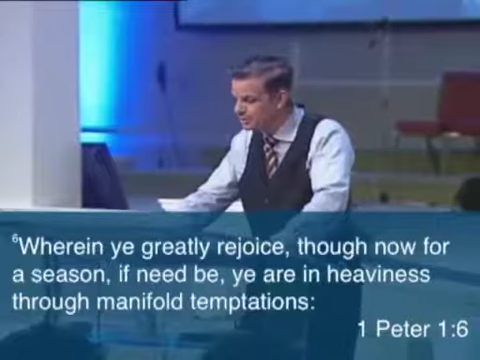 ⁶Wherein ye greatly rejoice, though now for
a season, if need be, ye are in heaviness
through manifold temptations:
1 Peter 1:6